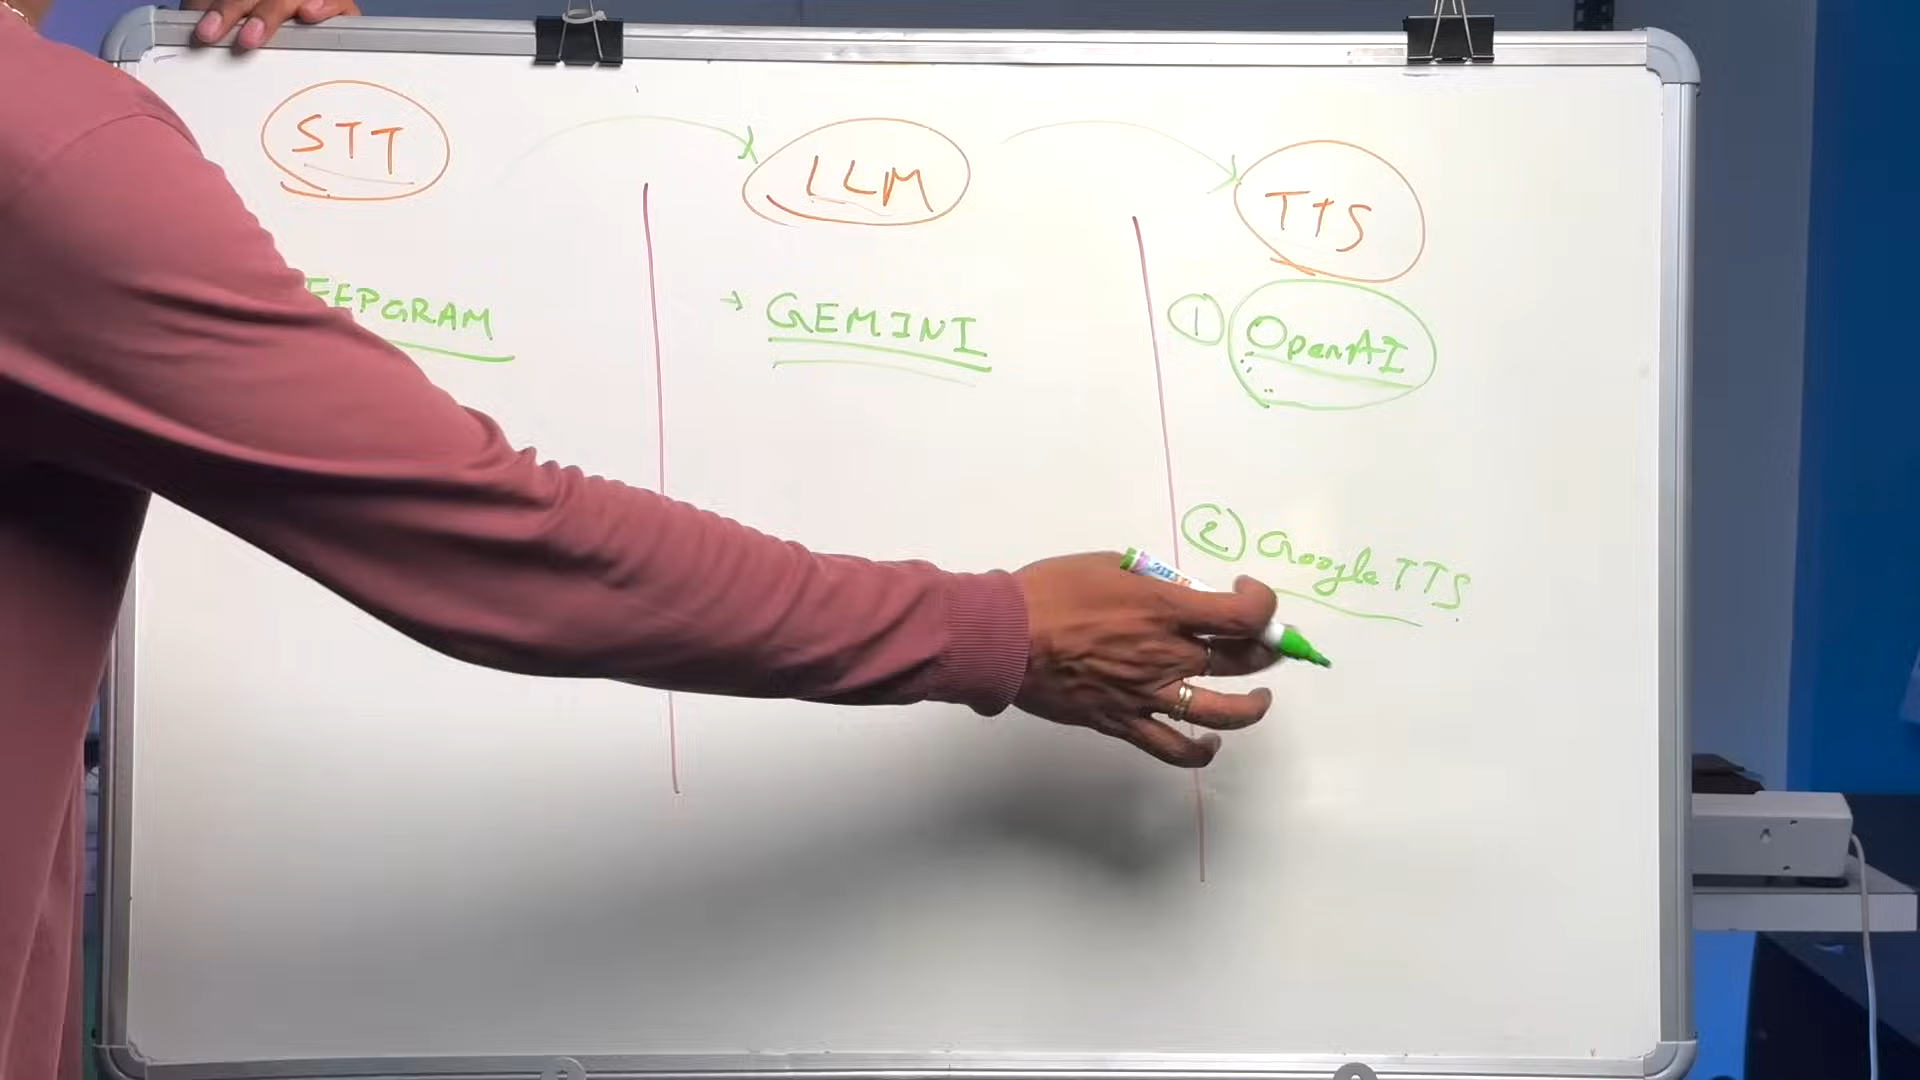 STT
LLM
TTS
EEPGRAM
→ GEMINI
① OpenAI
② Google TTS